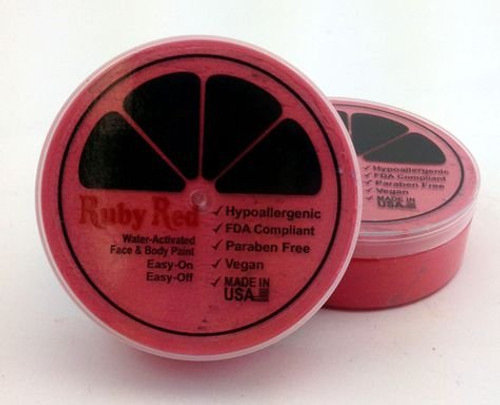 Ruby Red
Water-Activated
Face & Body Paint
Easy-On
Easy-Off
✓ Hypoallergenic
✓ FDA Compliant
✓ Paraben Free
✓ Vegan
✓ MADE IN
USA
✓ Hypoallergenic
✓ FDA Compliant
✓ Paraben Free
✓ Vegan
✓ MADE IN
USA